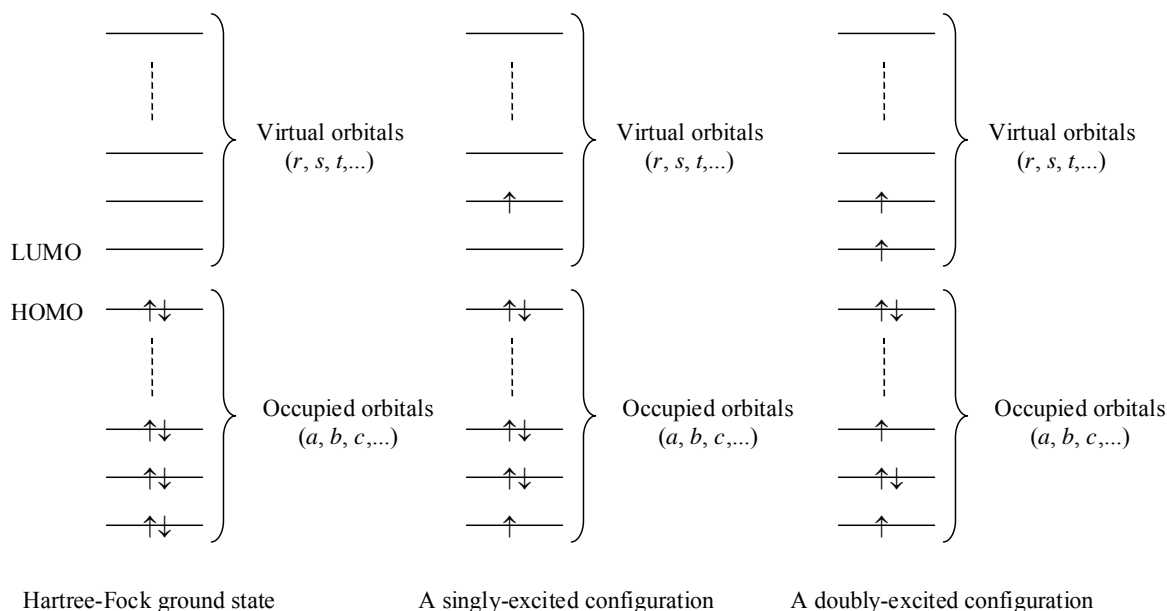 Virtual orbitals
(r, s, t,...)
Virtual orbitals
(r, s, t,...)
Virtual orbitals
(r, s, t,...)
LUMO
HOMO
Occupied orbitals
(a, b, c,...)
Occupied orbitals
(a, b, c,...)
Occupied orbitals
(a, b, c,...)
Hartree-Fock ground state
A singly-excited configuration
A doubly-excited configuration